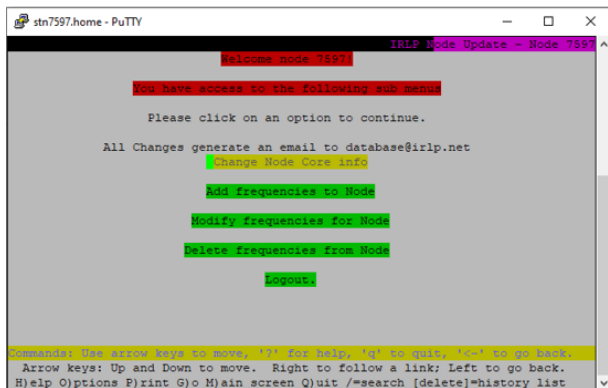 stn7597.home - PuTTY
IRLP Node Update - Node 7597
Welcome node 7597!
You have access to the following sub menus
Please click on an option to continue.
All Changes generate an email to database@irlp.net
Change Node Core info
Add frequencies to Node
Modify frequencies for Node
Delete frequencies from Node
Logout.
Commands: Use arrow keys to move, '?' for help, 'q' to quit, '<-' to go back.
Arrow keys: Up and Down to move.  Right to follow a link; Left to go back.
H)elp O)ptions P)rint G)o M)ain screen Q)uit /=search [delete]=history list